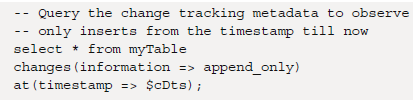 -- Query the change tracking metadata to observe
-- only inserts from the timestamp till now
select * from myTable
changes(information => append_only)
at(timestamp => $cDts);